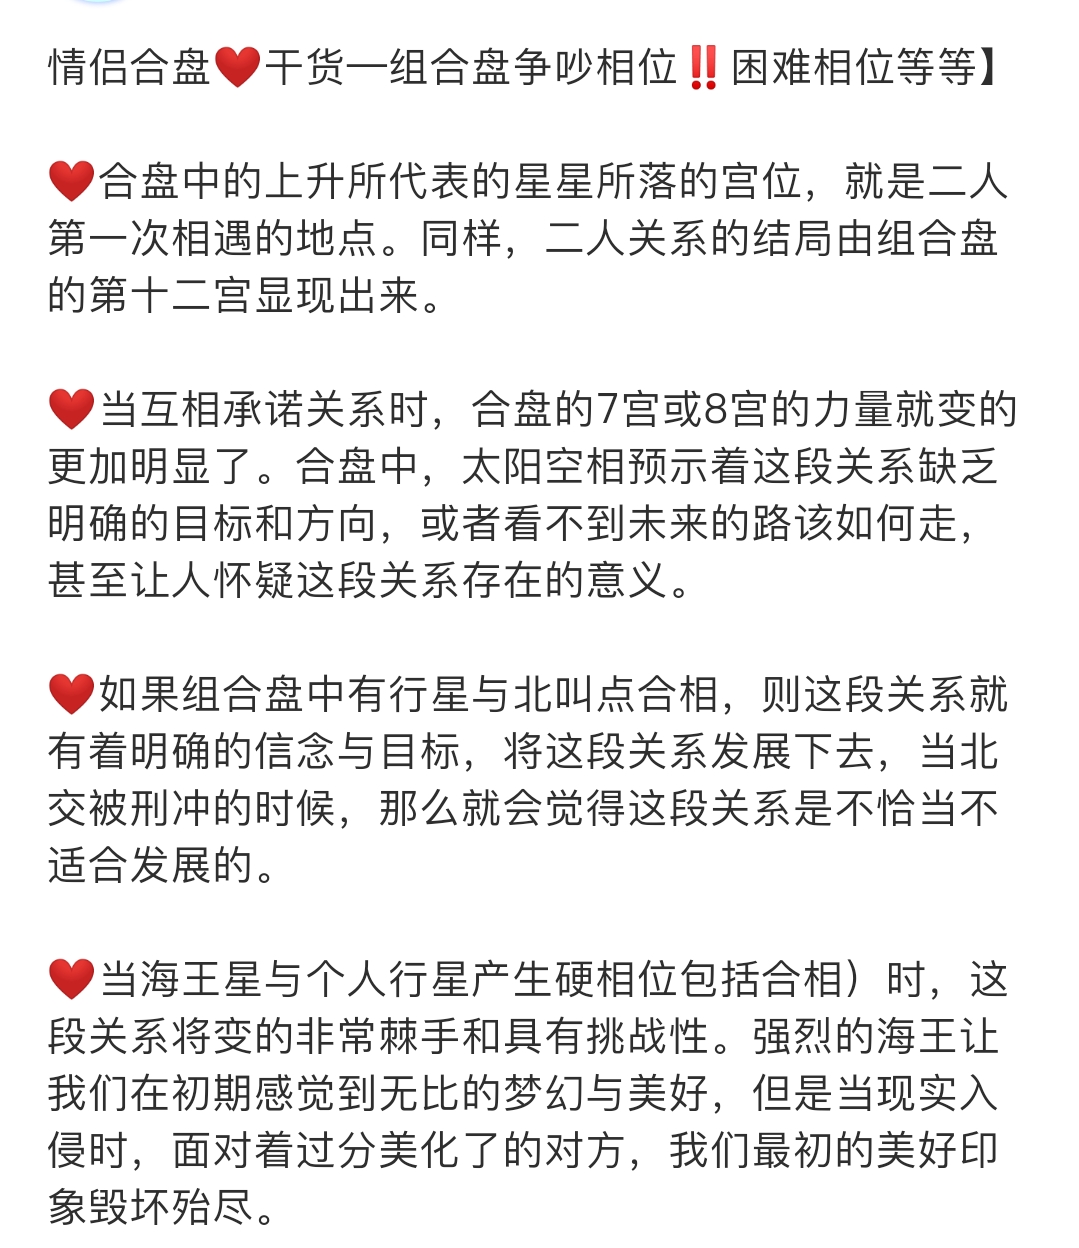 情侣合盘❤️干货—组合盘争吵相位‼️困难相位等等】
❤️合盘中的上升所代表的星星所落的宫位，就是二人
第一次相遇的地点。同样，二人关系的结局由组合盘
的第十二宫显现出来。
❤️当互相承诺关系时，合盘的7宫或8宫的力量就变的
更加明显了。合盘中，太阳空相预示着这段关系缺乏
明确的目标和方向，或者看不到未来的路该如何走，
甚至让人怀疑这段关系存在的意义。
❤️如果组合盘中有行星与北叫点合相，则这段关系就
有着明确的信念与目标，将这段关系发展下去，当北
交被刑冲的时候，那么就会觉得这段关系是不恰当不
适合发展的。
❤️当海王星与个人行星产生硬相位包括合相）时，这
段关系将变的非常棘手和具有挑战性。强烈的海王让
我们在初期感觉到无比的梦幻与美好，但是当现实入
侵时，面对着过分美化了的对方，我们最初的美好印
象毁坏殆尽。